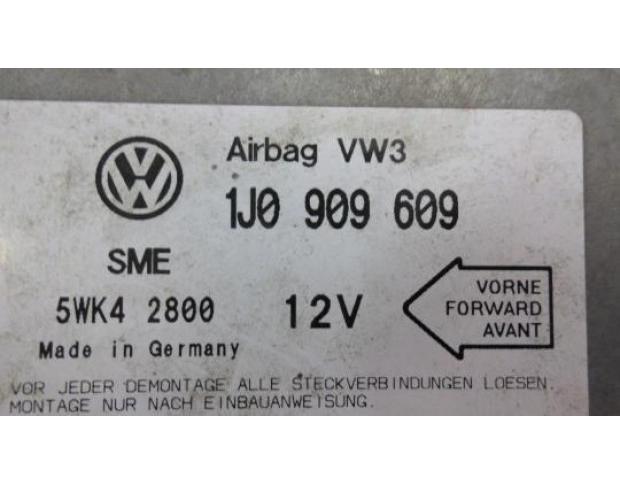 Airbag VW3
1J0 909 609
SME
5WK4 2800
12V
VORNE
FORWARD
AVANT
Made in Germany
VOR JEDER DEMONTAGE ALLE STECKVERBINDUNGEN LOESEN.
MONTAGE NUR NACH EINBAUANWEISUNG.